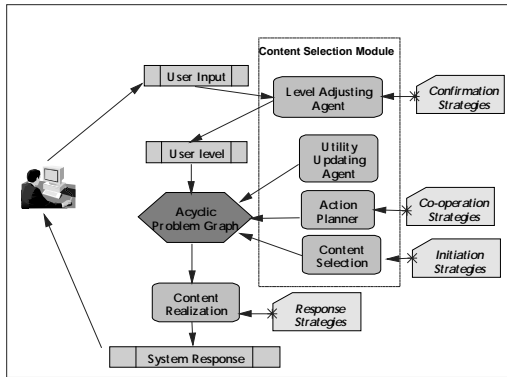 Content Selection Module
User Input
Level Adjusting
Agent
Confirmation
Strategies
User level
Utility
Updating
Agent
Acyclic
Problem Graph
Action
Planner
Co-operation
Strategies
Content
Selection
Initiation
Strategies
Content
Realization
Response
Strategies
System Response